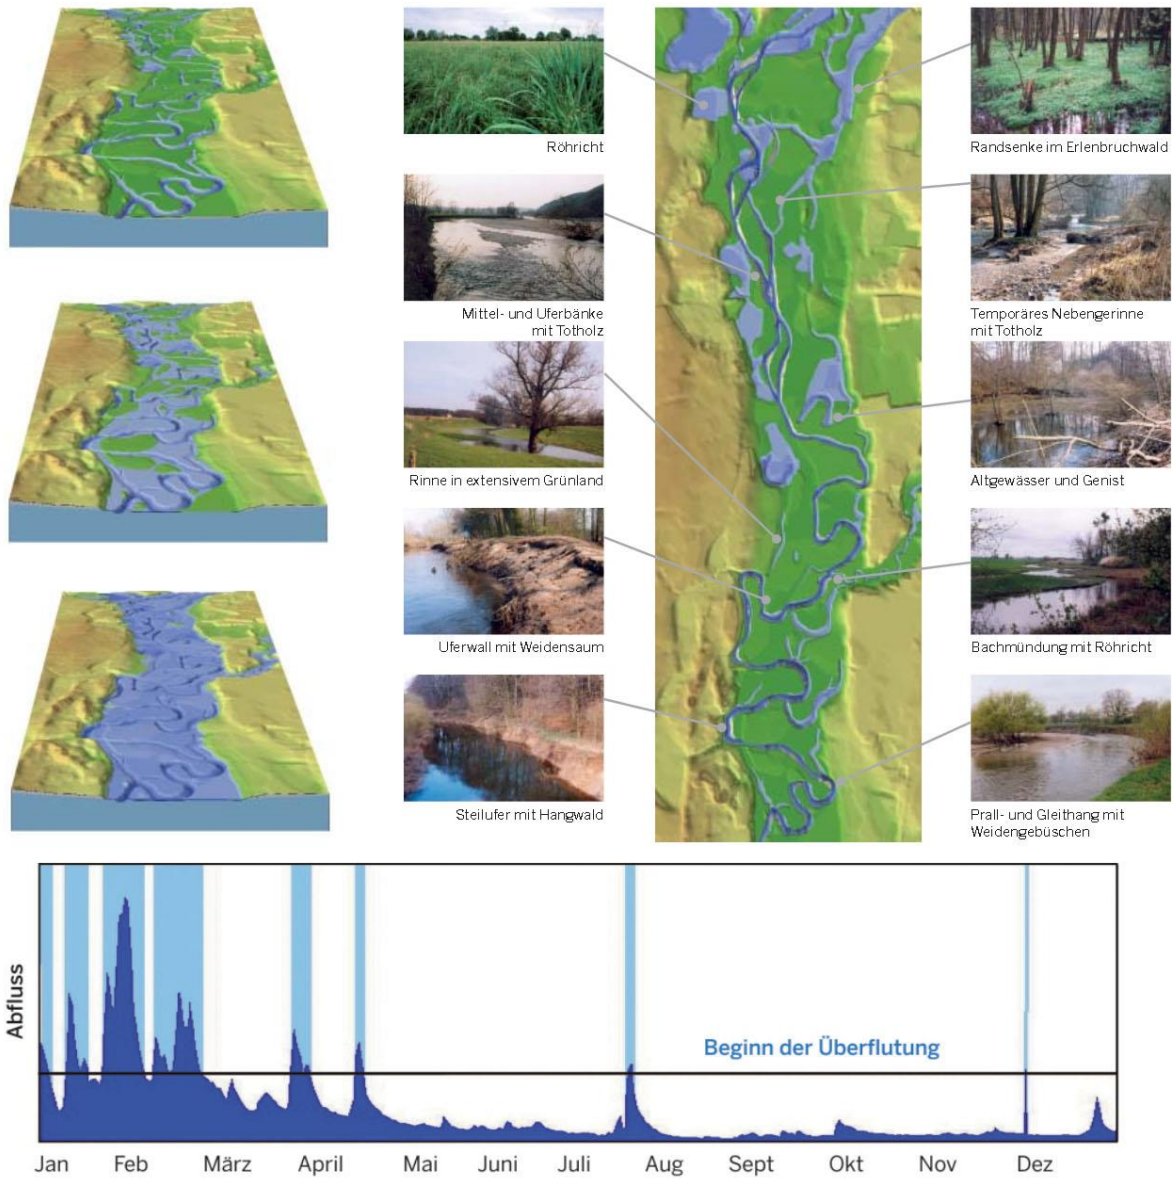 Röhricht
Randsenke im Erlenbruchwald
Mittel- und Uferbänke
mit Totholz
Temporäres Nebengerinne
mit Totholz
Rinne in extensivem Grünland
Altgewässer und Genist
Uferwall mit Weidensaum
Bachmündung mit Röhricht
Steilufer mit Hangwald
Prall- und Gleithang mit
Weidengebüschen
Abfluss
Beginn der Überflutung
Jan Feb März April Mai Juni Juli Aug Sept Okt Nov Dez